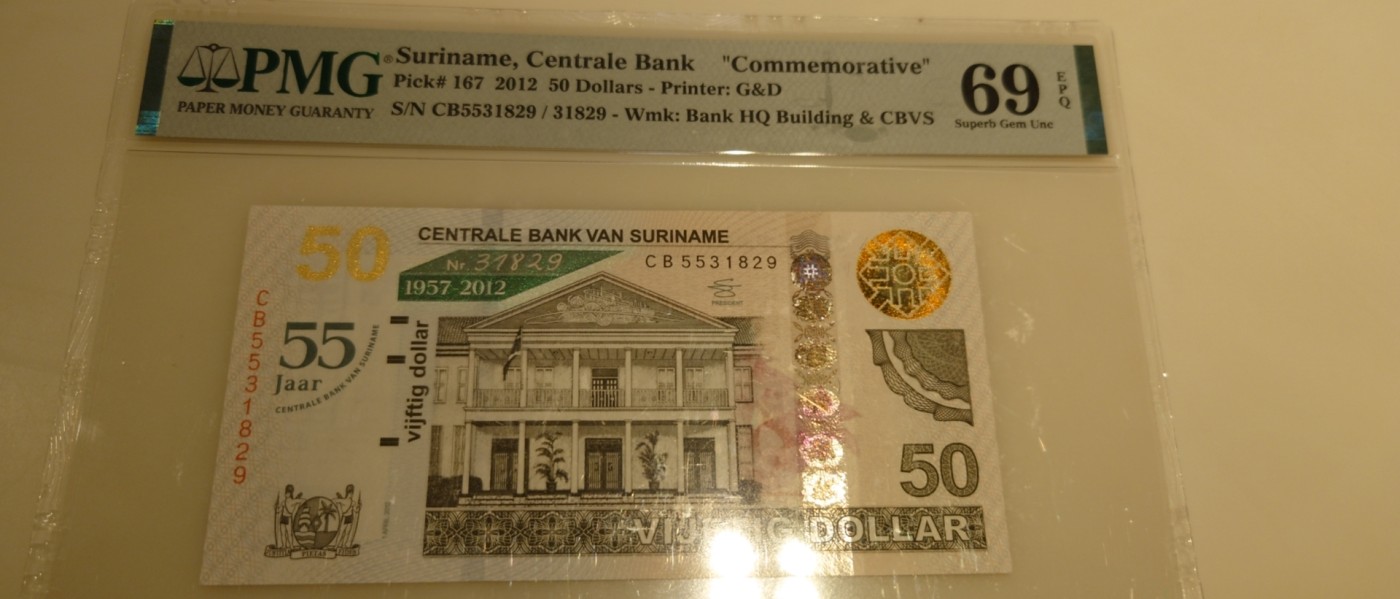 PMG®
PAPER MONEY GUARANTY
Suriname, Centrale Bank "Commemorative"
Pick# 167 2012 50 Dollars - Printer: G&D
S/N CB5531829 / 31829 - Wmk: Bank HQ Building & CBVS
69
EPQ
Superb Gem Unc
50
CENTRALE BANK VAN SURINAME
Nr. 31829
CB5531829
1957-2012
PRESIDENT
CB5531829
55
Jaar
CENTRALE BANK VAN SURINAME
vijftig dollar
50
VIJFTIG DOLLAR